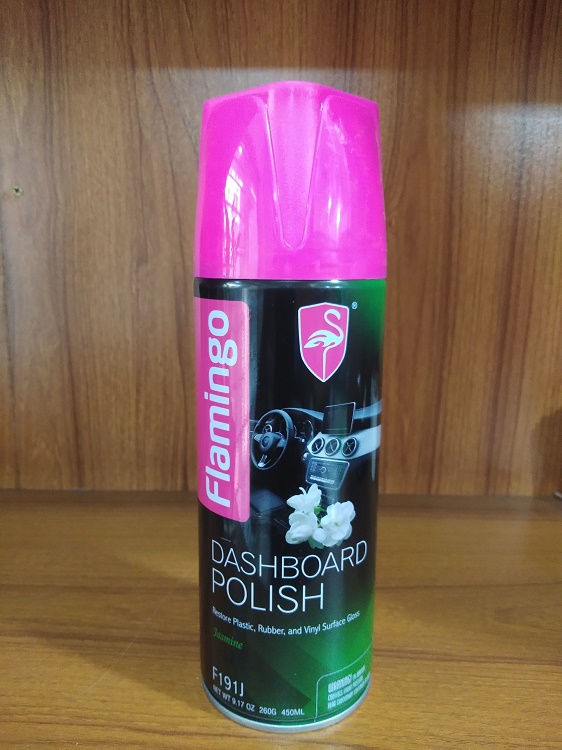 Flamingo
®
DASHBOARD
POLISH
Restore Plastic, Rubber, and Vinyl Surface Gloss
Jasmine
F191J
NET WT 9.17 OZ 260G 450ML
WARNING!